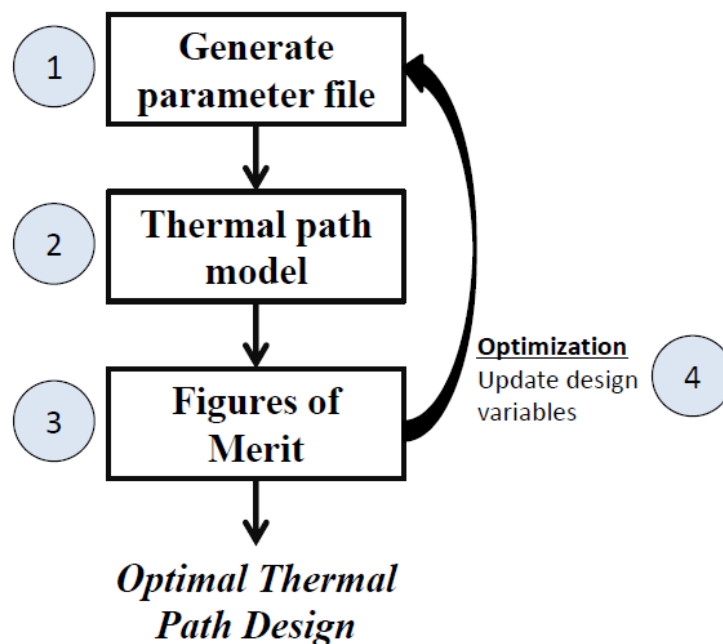 1
Generate
parameter file
2
Thermal path
model
3
Figures of
Merit
Optimization
Update design
variables
4
Optimal Thermal
Path Design